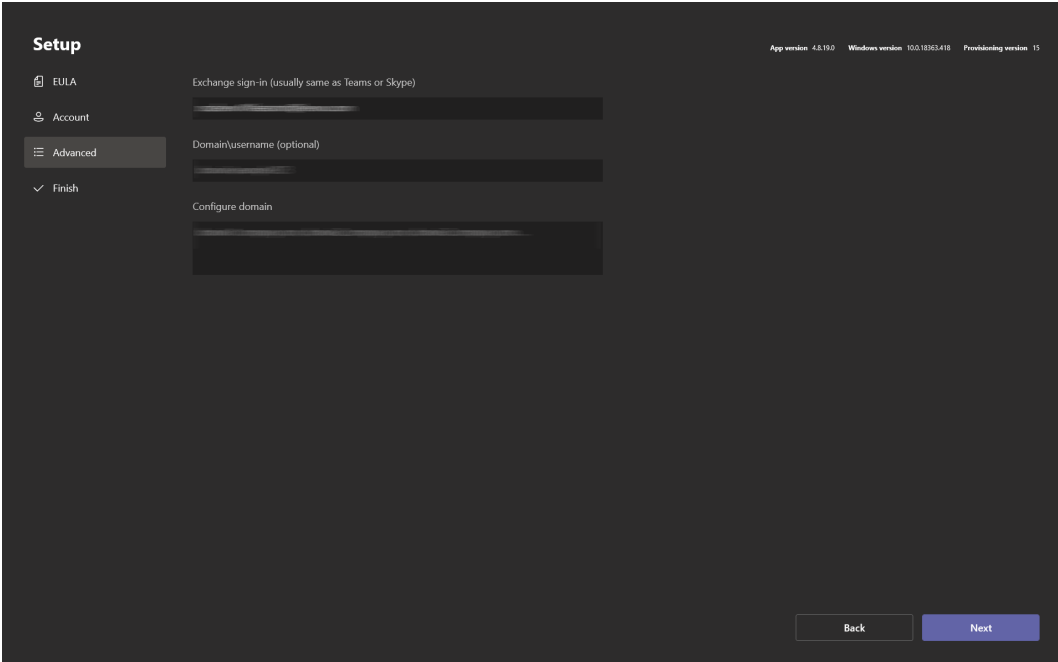 Setup
App version 4.8.19.0 Windows version 10.0.18363.418 Provisioning version 15
EULA
Account
Advanced
Finish
Exchange sign-in (usually same as Teams or Skype)
Domain\username (optional)
Configure domain
Back
Next